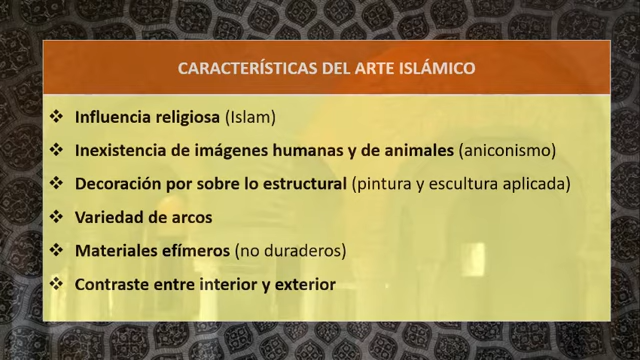 CARACTERÍSTICAS DEL ARTE ISLÁMICO
❖ Influencia religiosa (Islam)
❖ Inexistencia de imágenes humanas y de animales (aniconismo)
❖ Decoración por sobre lo estructural (pintura y escultura aplicada)
❖ Variedad de arcos
❖ Materiales efímeros (no duraderos)
❖ Contraste entre interior y exterior